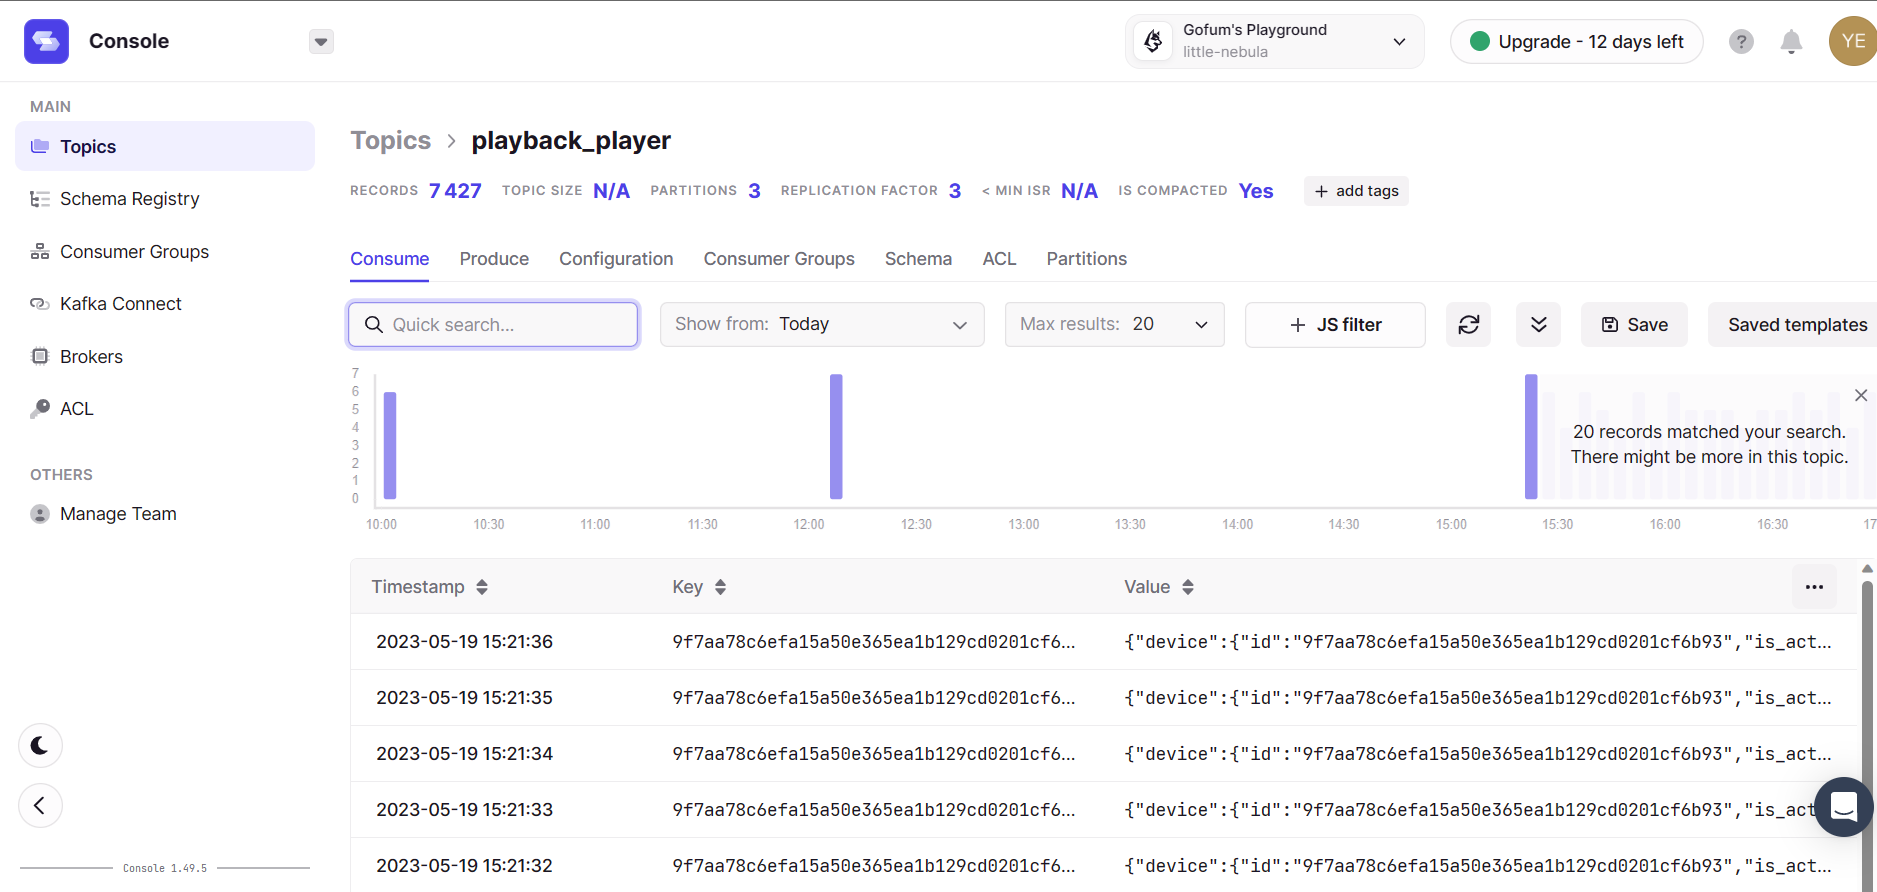 Console
Gofum's Playground
little-nebula
Upgrade - 12 days left
?
YE
MAIN
Topics
Schema Registry
Consumer Groups
Kafka Connect
Brokers
ACL
OTHERS
Manage Team
Console 1.49.5
Topics > playback_player
RECORDS 7 427 TOPIC SIZE N/A PARTITIONS 3 REPLICATION FACTOR 3 < MIN ISR N/A IS COMPACTED Yes + add tags
Consume Produce Configuration Consumer Groups Schema ACL Partitions
Quick search... Show from: Today Max results: 20 + JS filter Save Saved templates
7
6
5
4
3
2
1
0
20 records matched your search.
There might be more in this topic.
10:00 10:30 11:00 11:30 12:00 12:30 13:00 13:30 14:00 14:30 15:00 15:30 16:00 16:30 17
Timestamp Key Value ...
2023-05-19 15:21:36 9f7aa78c6efa15a50e365ea1b129cd0201cf6... {"device":{"id":"9f7aa78c6efa15a50e365ea1b129cd0201cf6b93","is_act...
2023-05-19 15:21:35 9f7aa78c6efa15a50e365ea1b129cd0201cf6... {"device":{"id":"9f7aa78c6efa15a50e365ea1b129cd0201cf6b93","is_act...
2023-05-19 15:21:34 9f7aa78c6efa15a50e365ea1b129cd0201cf6... {"device":{"id":"9f7aa78c6efa15a50e365ea1b129cd0201cf6b93","is_act...
2023-05-19 15:21:33 9f7aa78c6efa15a50e365ea1b129cd0201cf6... {"device":{"id":"9f7aa78c6efa15a50e365ea1b129cd0201cf6b93","is_act...
2023-05-19 15:21:32 9f7aa78c6efa15a50e365ea1b129cd0201cf6... {"device":{"id":"9f7aa78c6efa15a50e365ea1b129cd0201cf6b93","is_act...